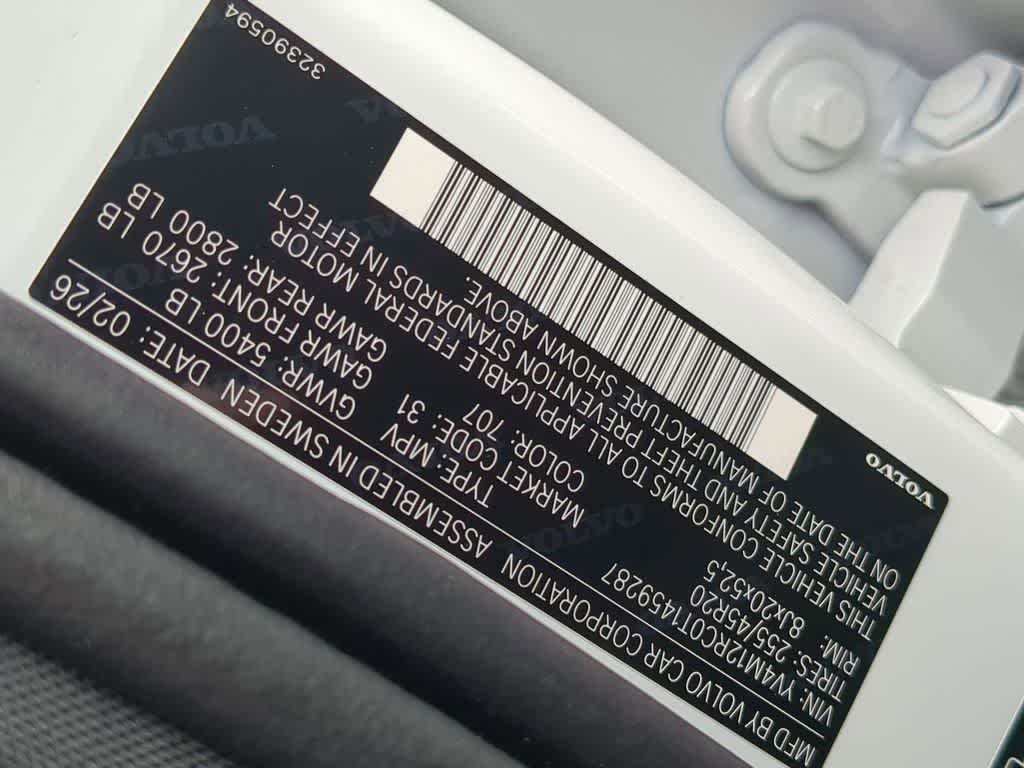 MFD BY VOLVO CAR CORPORATION ASSEMBLED IN SWEDEN DATE: 02/26
VIN: YV4M12RC0T1459287 TYPE: MPV GVWR: 5400 LB
TIRES: 255/45R20 MARKET CODE: 31 GAWR FRONT: 2670 LB
RIM: 8Jx20x52,5 COLOR: 707 GAWR REAR: 2800 LB
THIS VEHICLE CONFORMS TO ALL APPLICABLE FEDERAL MOTOR
VEHICLE SAFETY AND THEFT PREVENTION STANDARDS IN EFFECT
ON THE DATE OF MANUFACTURE SHOWN ABOVE.
VOLVO
32390594